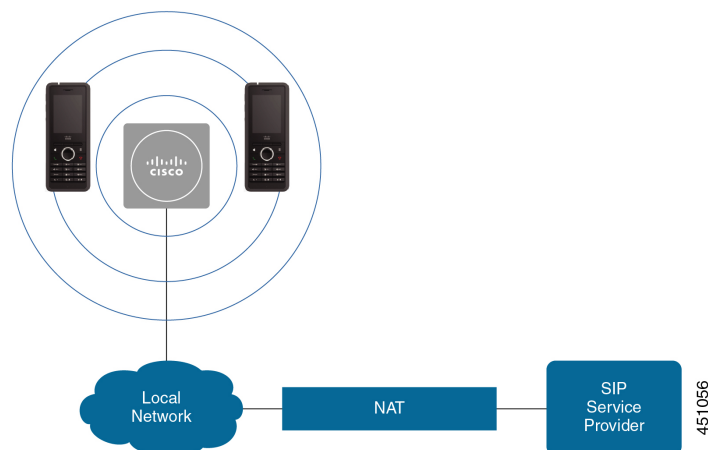 CISCO
Local
Network
NAT
SIP
Service
Provider
451056